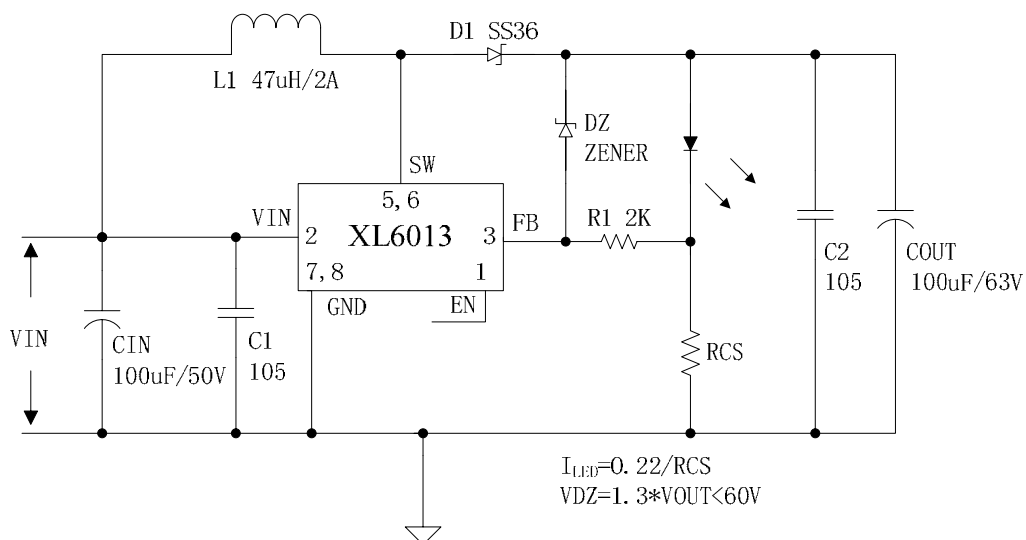 D1 SS36
L1 47uH/2A
DZ
ZENER
SW
5, 6
VIN
2
XL6013
3
FB
R1 2K
7, 8
1
GND
EN
C2
105
COUT
100uF/63V
VIN
CIN
100uF/50V
C1
105
RCS
ILED=0.22/RCS
VDZ=1.3*VOUT<60V